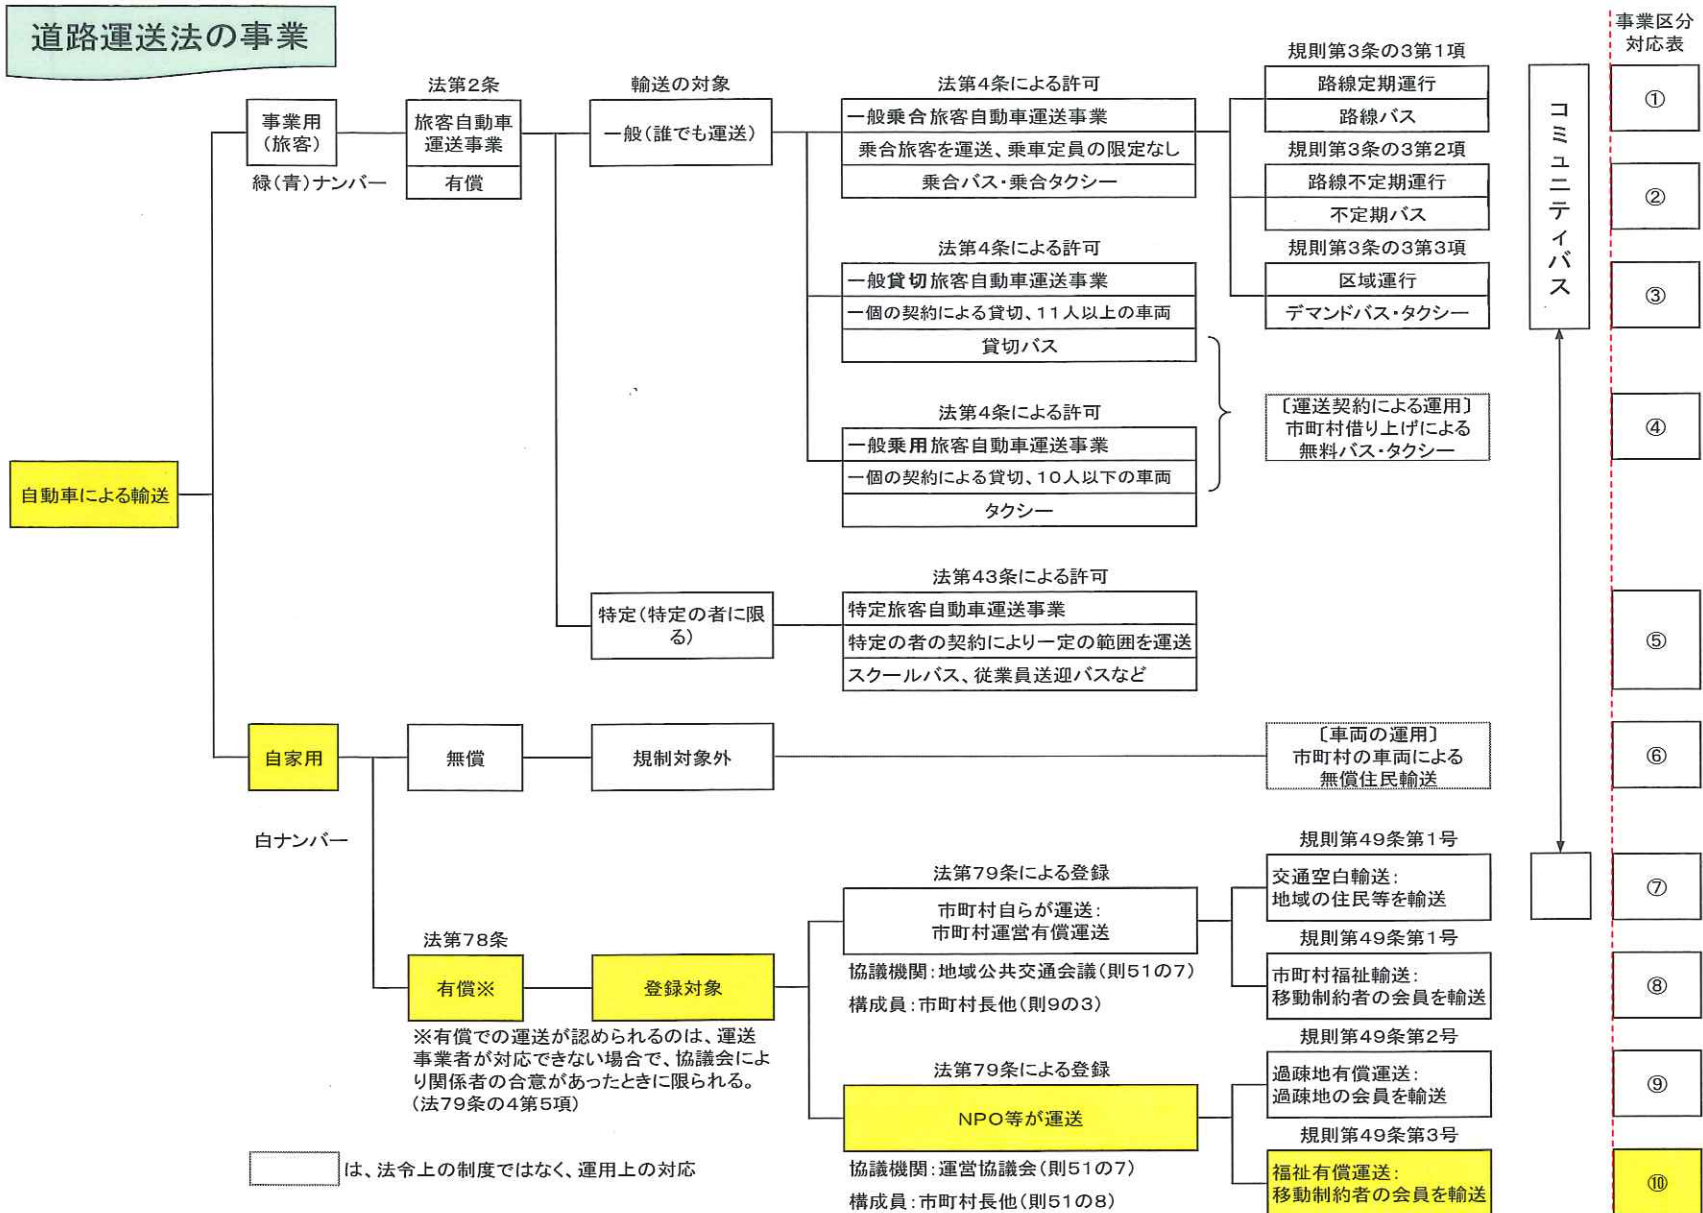 道路運送法の事業
事業区分
対応表
自動車による輸送
事業用
(旅客)
緑(青)ナンバー
法第2条
旅客自動車
運送事業
有償
輸送の対象
一般(誰でも運送)
法第4条による許可
一般乗合旅客自動車運送事業
乗合旅客を運送、乗車定員の限定なし
乗合バス・乗合タクシー
規則第3条の3第1項
路線定期運行
路線バス
規則第3条の3第2項
路線不定期運行
不定期バス
規則第3条の3第3項
区域運行
デマンドバス・タクシー
コミュニティバス
①
②
③
法第4条による許可
一般貸切旅客自動車運送事業
一個の契約による貸切、11人以上の車両
貸切バス
法第4条による許可
一般乗用旅客自動車運送事業
一個の契約による貸切、10人以下の車両
タクシー
〔運送契約による運用〕
市町村借り上げによる
無料バス・タクシー
④
特定(特定の者に限
る)
法第43条による許可
特定旅客自動車運送事業
特定の者の契約により一定の範囲を運送
スクールバス、従業員送迎バスなど
⑤
自家用
白ナンバー
無償
規制対象外
〔車両の運用〕
市町村の車両による
無償住民輸送
⑥
法第78条
有償※
登録対象
※有償での運送が認められるのは、運送
事業者が対応できない場合で、協議会によ
り関係者の合意があったときに限られる。
(法79条の4第5項)
法第79条による登録
市町村自らが運送:
市町村運営有償運送
協議機関:地域公共交通会議(則51の7)
構成員:市町村長他(則9の3)
規則第49条第1号
交通空白輸送:
地域の住民等を輸送
⑦
規則第49条第1号
市町村福祉輸送:
移動制約者の会員を輸送
⑧
法第79条による登録
NPO等が運送
協議機関:運営協議会(則51の7)
構成員:市町村長他(則51の8)
規則第49条第2号
過疎地有償運送:
過疎地の会員を輸送
⑨
規則第49条第3号
福祉有償運送:
移動制約者の会員を輸送
⑩
は、法令上の制度ではなく、運用上の対応